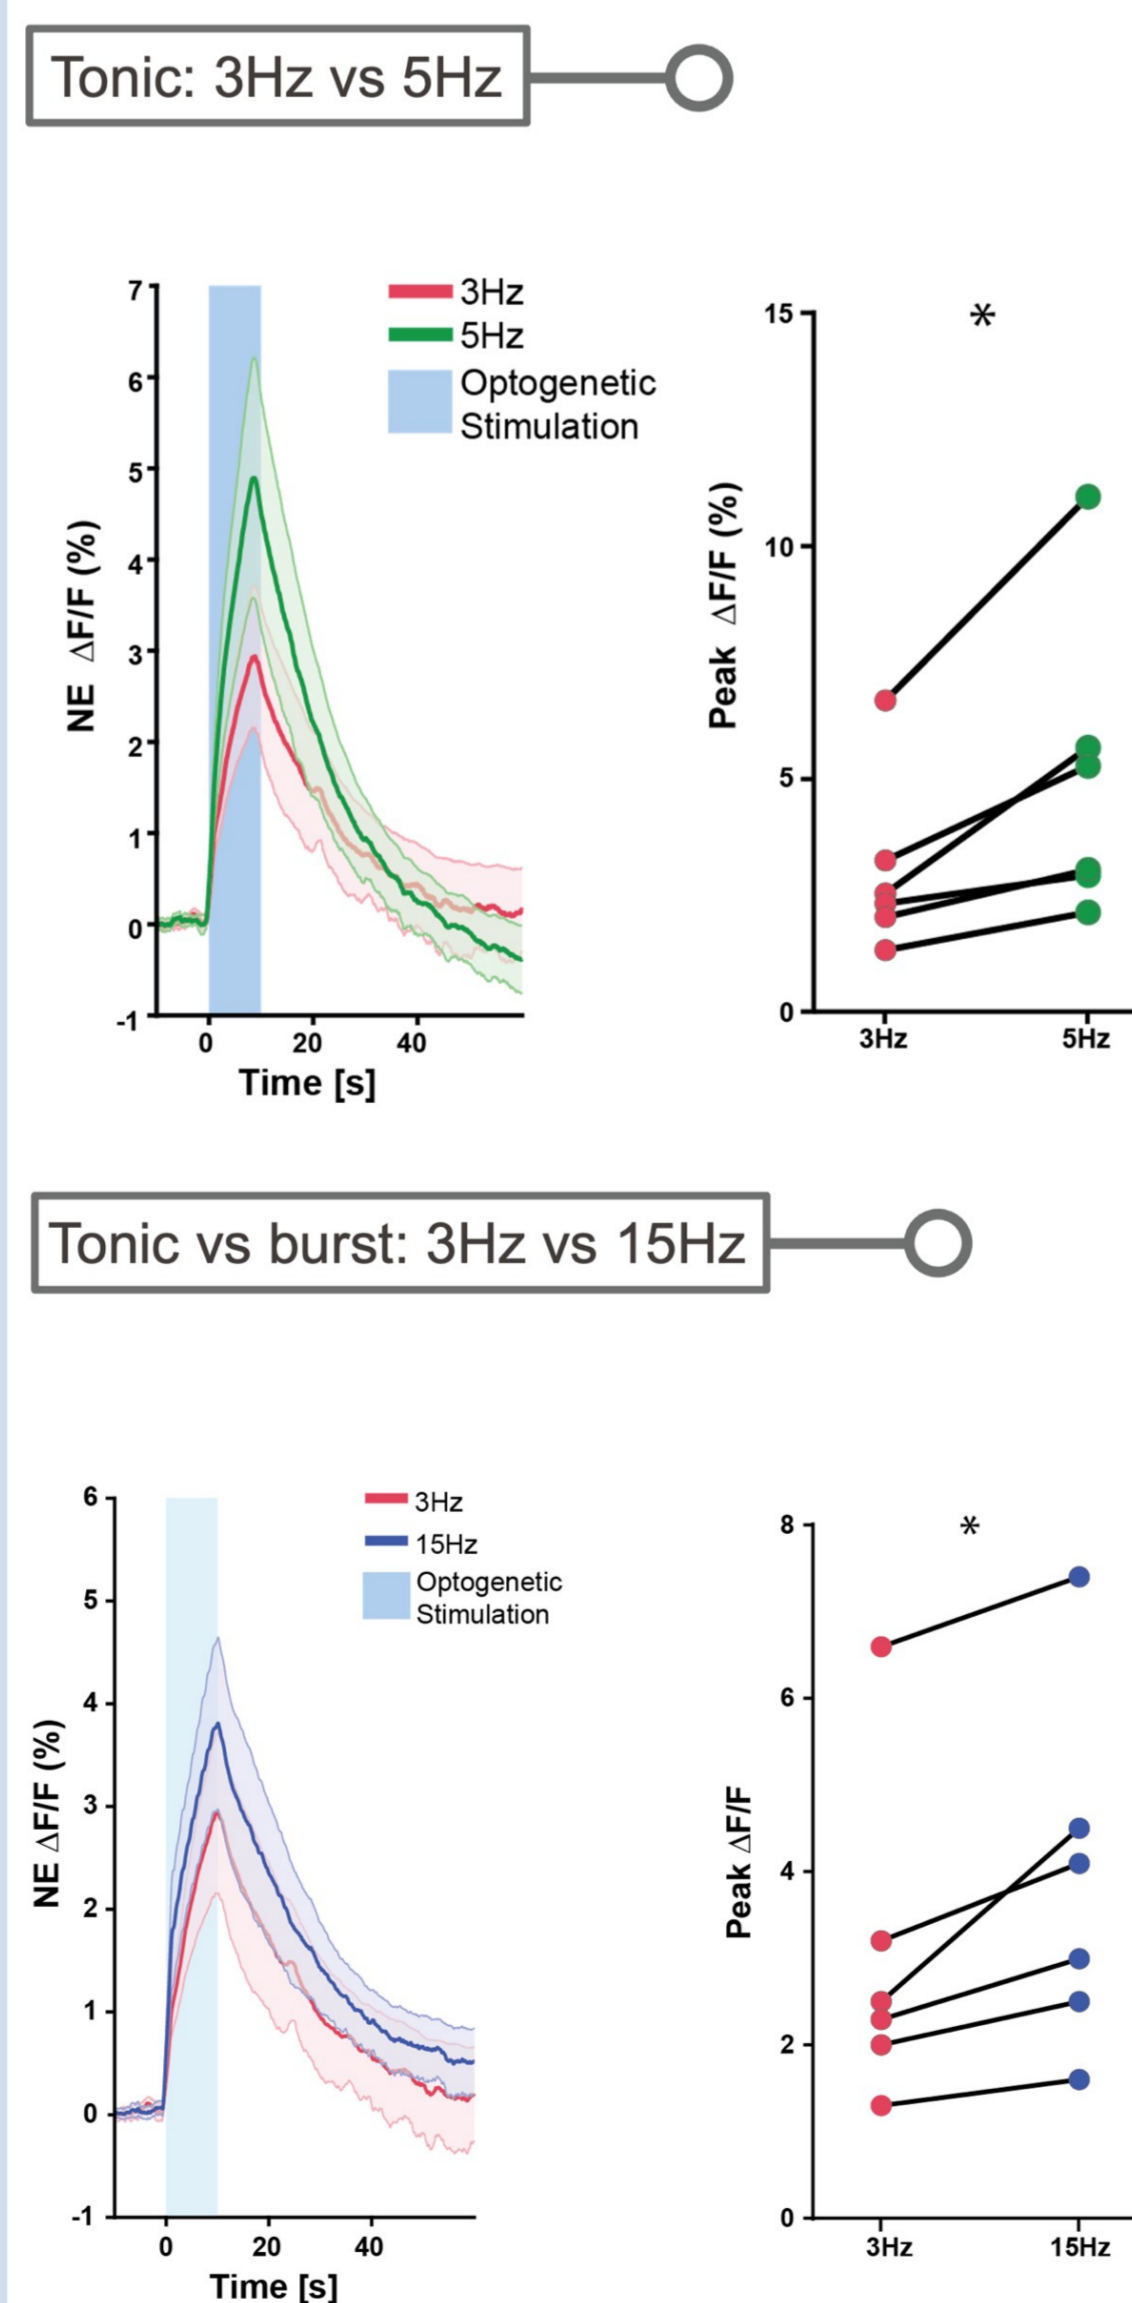 Tonic: 3Hz vs 5Hz
3Hz
5Hz
Optogenetic
Stimulation
NE ΔF/F (%)
7
6
5
4
3
2
1
0
-1
0 20 40
Time [s]
*
Peak ΔF/F (%)
15
10
5
0
3Hz 5Hz
Tonic vs burst: 3Hz vs 15Hz
3Hz
15Hz
Optogenetic
Stimulation
NE ΔF/F (%)
6
5
4
3
2
1
0
-1
0 20 40
Time [s]
*
Peak ΔF/F
8
6
4
2
0
3Hz 15Hz